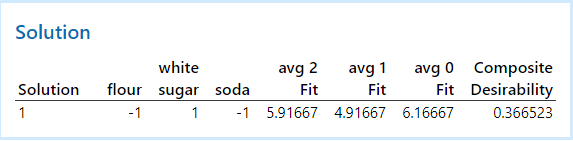 Solution
white avg 2 avg 1 avg 0 Composite
Solution flour sugar soda Fit Fit Fit Desirability
1 -1 1 -1 5.91667 4.91667 6.16667 0.366523